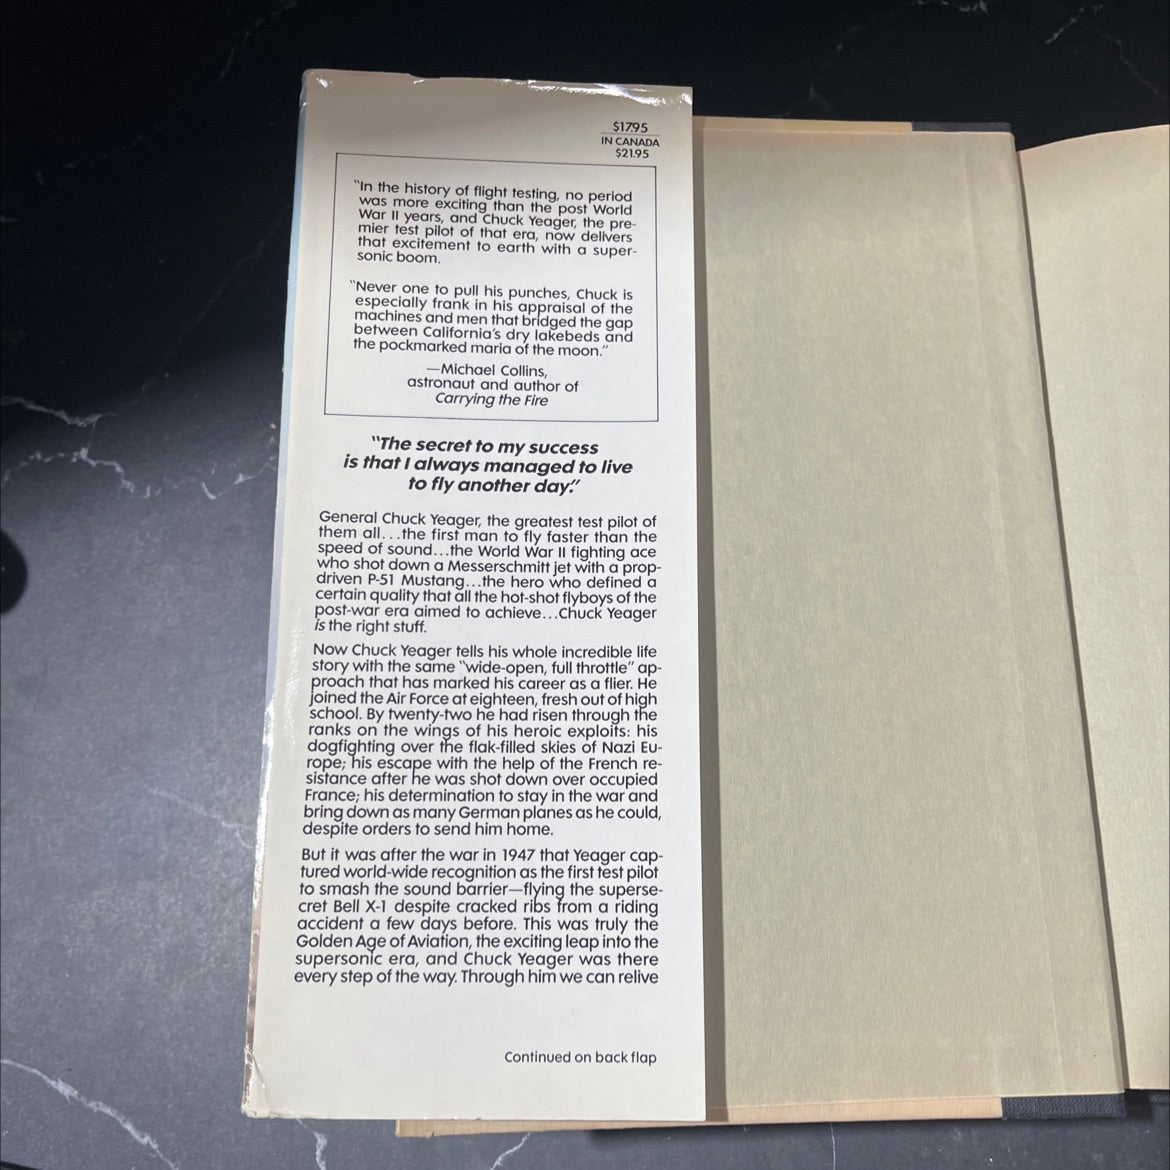 $17.95
IN CANADA
$21.95
"In the history of flight testing, no period
was more exciting than the post World
War II years, and Chuck Yeager, the pre-
mier test pilot of that era, now delivers
that excitement to earth with a super-
sonic boom.
"Never one to pull his punches, Chuck is
especially frank in his appraisal of the
machines and men that bridged the gap
between California's dry lakebeds and
the pockmarked maria of the moon."
—Michael Collins,
astronaut and author of
Carrying the Fire
"The secret to my success
is that I always managed to live
to fly another day."
General Chuck Yeager, the greatest test pilot of
them all...the first man to fly faster than the
speed of sound...the World War II fighting ace
who shot down a Messerschmitt jet with a prop-
driven P-51 Mustang...the hero who defined a
certain quality that all the hot-shot flyboys of the
post-war era aimed to achieve...Chuck Yeager
is the right stuff.
Now Chuck Yeager tells his whole incredible life
story with the same "wide-open, full throttle" ap-
proach that has marked his career as a flier. He
joined the Air Force at eighteen, fresh out of high
school. By twenty-two he had risen through the
ranks on the wings of his heroic exploits: his
dogfighting over the flak-filled skies of Nazi Eu-
rope; his escape with the help of the French re-
sistance after he was shot down over occupied
France; his determination to stay in the war and
bring down as many German planes as he could,
despite orders to send him home.
But it was after the war in 1947 that Yeager cap-
tured world-wide recognition as the first test pilot
to smash the sound barrier—flying the superse-
cret Bell X-1 despite cracked ribs from a riding
accident a few days before. This was truly the
Golden Age of Aviation, the exciting leap into the
supersonic era, and Chuck Yeager was there
every step of the way. Through him we can relive
Continued on back flap